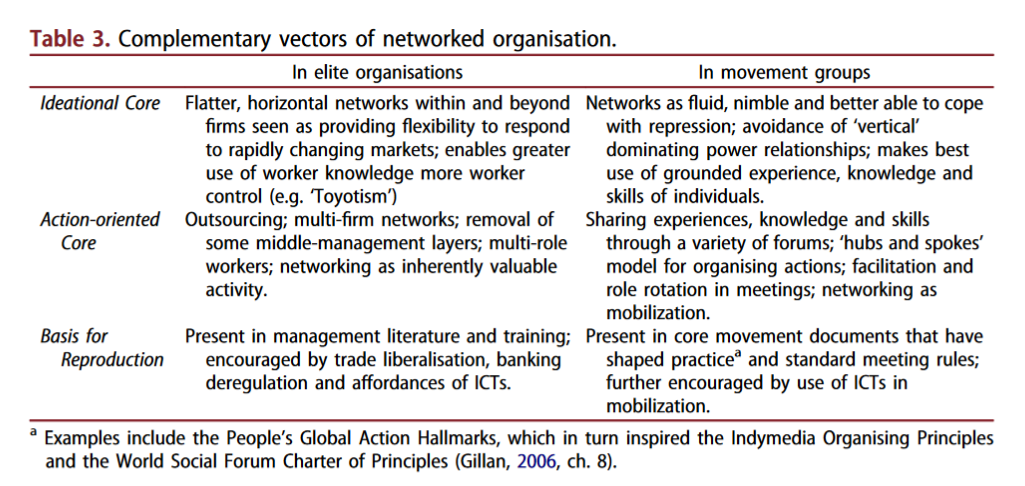 Table 3. Complementary vectors of networked organisation.
In elite organisations
In movement groups
Ideational Core
Flatter, horizontal networks within and beyond
firms seen as providing flexibility to respond
to rapidly changing markets; enables greater
use of worker knowledge more worker
control (e.g. ‘Toyotism’)
Networks as fluid, nimble and better able to cope
with repression; avoidance of ‘vertical’
dominating power relationships; makes best
use of grounded experience, knowledge and
skills of individuals.
Action-oriented
Core
Outsourcing; multi-firm networks; removal of
some middle-management layers; multi-role
workers; networking as inherently valuable
activity.
Sharing experiences, knowledge and skills
through a variety of forums; ‘hubs and spokes’
model for organising actions; facilitation and
role rotation in meetings; networking as
mobilization.
Basis for
Reproduction
Present in management literature and training;
encouraged by trade liberalisation, banking
deregulation and affordances of ICTs.
Present in core movement documents that have
shaped practiceᵃ and standard meeting rules;
further encouraged by use of ICTs in
mobilization.
ᵃ Examples include the People’s Global Action Hallmarks, which in turn inspired the Indymedia Organising Principles
and the World Social Forum Charter of Principles (Gillan, 2006, ch. 8).